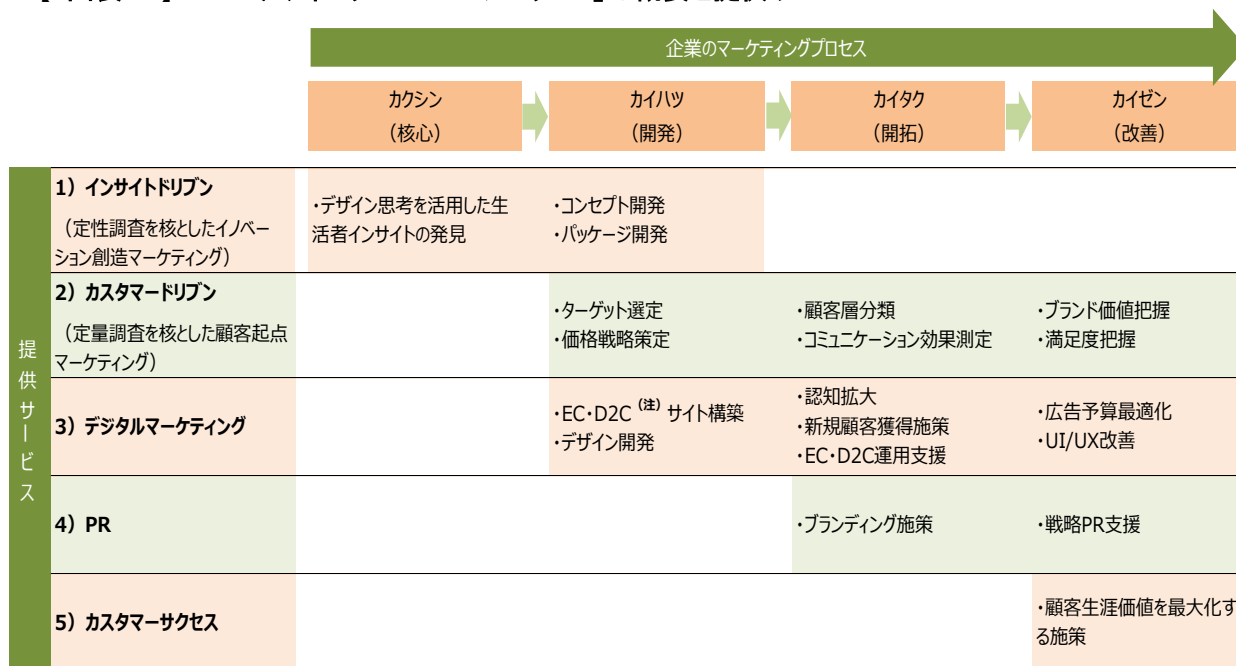 企業のマーケティングプロセス
カクシン
（核心）
カイハツ
（開発）
カイタク
（開拓）
カイゼン
（改善）
提供サービス
1）インサイトドリブン
（定性調査を核としたイノベー
ション創造マーケティング）
・デザイン思考を活用した生
活者インサイトの発見
・コンセプト開発
・パッケージ開発
2）カスタマードリブン
（定量調査を核とした顧客起点
マーケティング）
・ターゲット選定
・価格戦略策定
・顧客層分類
・コミュニケーション効果測定
・ブランド価値把握
・満足度把握
3）デジタルマーケティング
・EC・D2C（注）サイト構築
・デザイン開発
・認知拡大
・新規顧客獲得施策
・EC・D2C運用支援
・広告予算最適化
・UI/UX改善
4）PR
・ブランディング施策
・戦略PR支援
5）カスタマーサクセス
・顧客生涯価値を最大化す
る施策